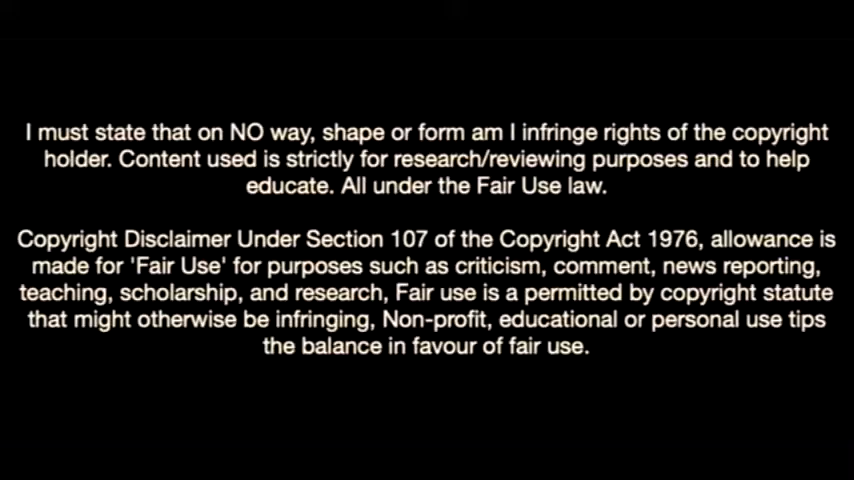 I must state that on NO way, shape or form am I infringe rights of the copyright
holder. Content used is strictly for research/reviewing purposes and to help
educate. All under the Fair Use law.
Copyright Disclaimer Under Section 107 of the Copyright Act 1976, allowance is
made for 'Fair Use' for purposes such as criticism, comment, news reporting,
teaching, scholarship, and research, Fair use is a permitted by copyright statute
that might otherwise be infringing, Non-profit, educational or personal use tips
the balance in favour of fair use.